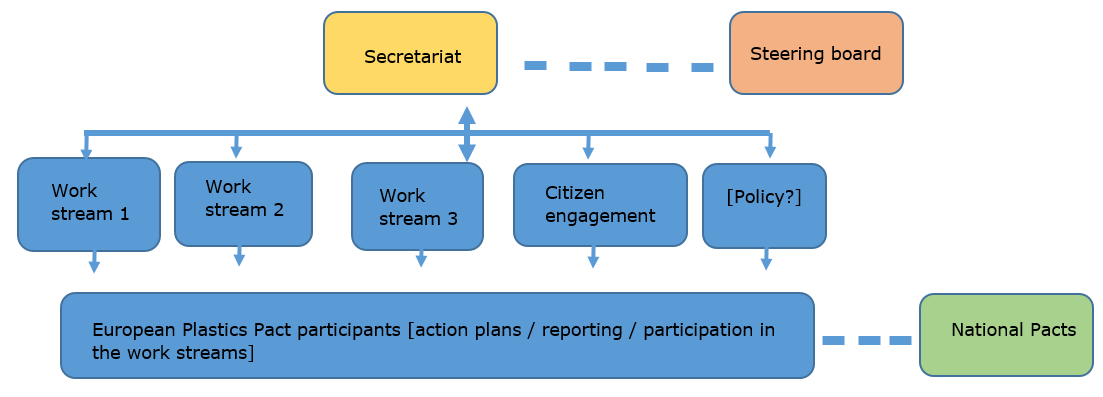 Secretariat
Steering board
Work
stream 1
Work
stream 2
Work
stream 3
Citizen
engagement
[Policy?]
European Plastics Pact participants [action plans / reporting / participation in
the work streams]
National Pacts